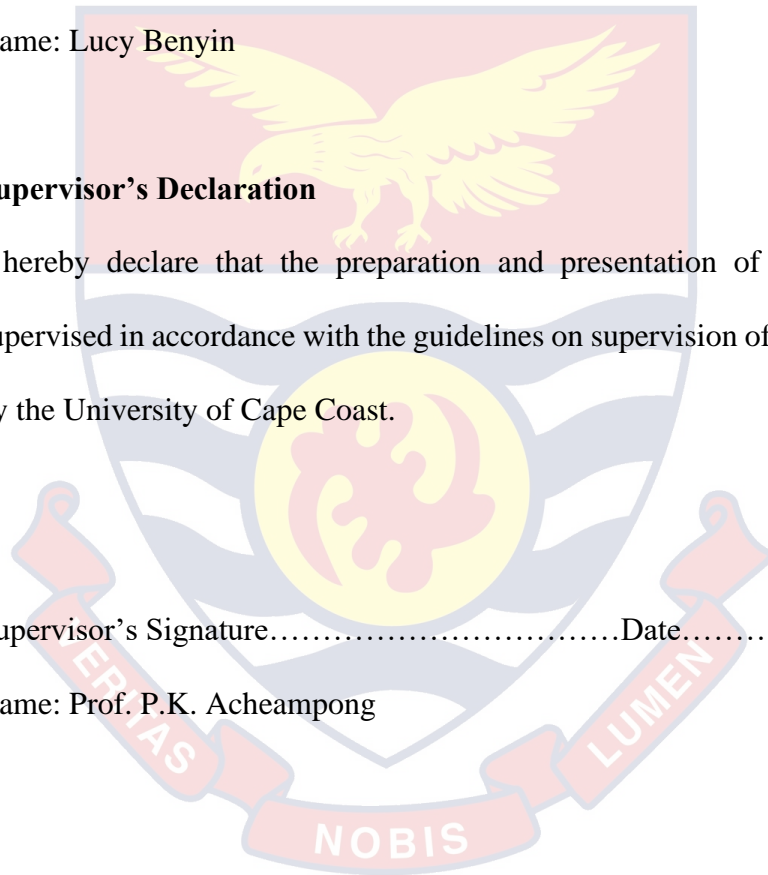 ame: Lucy Benyin
upervisor’s Declaration
hereby declare that the preparation and presentation of
upervised in accordance with the guidelines on supervision of
y the University of Cape Coast.
upervisor’s Signature……………………………Date………
ame: Prof. P.K. Acheampong
VERITAS
NOBIS
LUMEN